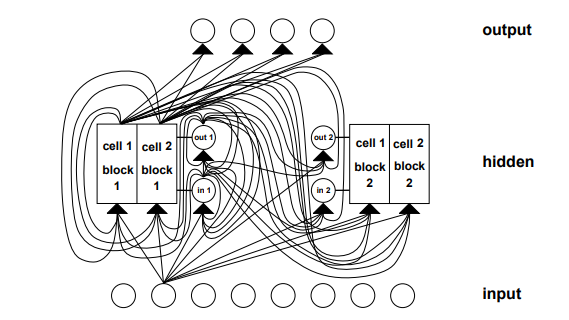 output
out 1
out 2
cell 1
cell 2
block
1
block
1
cell 1
cell 2
block
2
block
2
hidden
in 1
in 2
input